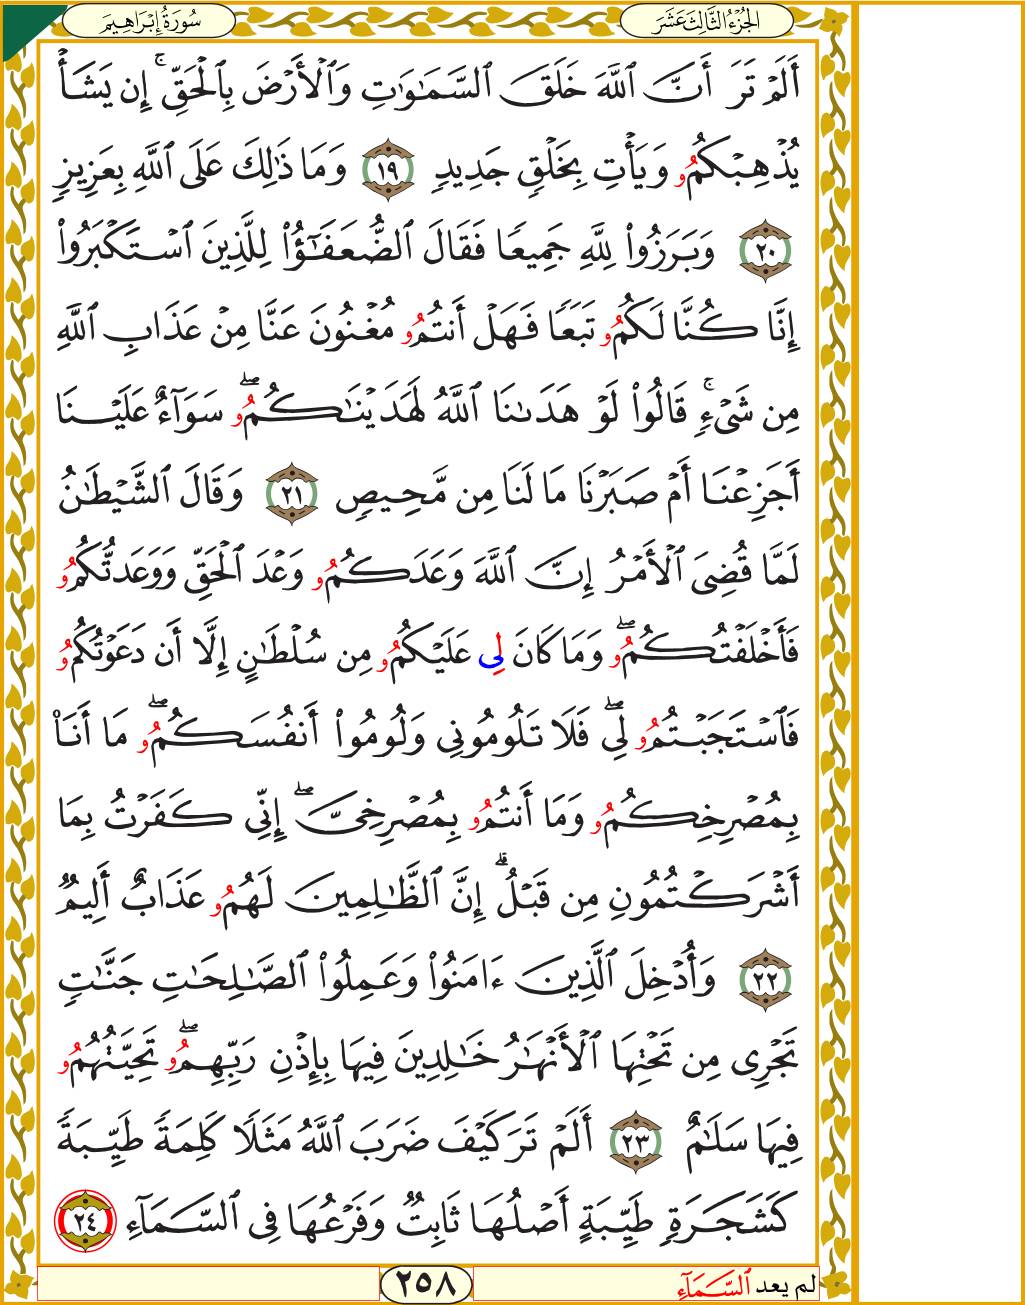 سُورَةُ إِبْرَاهِيمَ
الجُزْءُ الثَّالِثَ عَشَرَ
أَلَمْ تَرَ أَنَّ ٱللَّهَ خَلَقَ ٱلسَّمَٰوَٰتِ وَٱلْأَرْضَ بِٱلْحَقِّۚ إِن يَشَأْ
يُذْهِبْكُمُۥ وَيَأْتِ بِخَلْقٍ جَدِيدٍ ١٩ وَمَا ذَٰلِكَ عَلَى ٱللَّهِ بِعَزِيزٍ
٢٠ وَبَرَزُوا۟ لِلَّهِ جَمِيعًا فَقَالَ ٱلضُّعَفَٰٓؤُا۟ لِلَّذِينَ ٱسْتَكْبَرُوٓا۟
إِنَّا كُنَّا لَكُمُۥ تَبَعًا فَهَلْ أَنتُمُۥ مُغْنُونَ عَنَّا مِنْ عَذَابِ ٱللَّهِ
مِن شَىْءٍۚ قَالُوا۟ لَوْ هَدَىٰنَا ٱللَّهُ لَهَدَيْنَٰكُمُۥۖ سَوَآءٌ عَلَيْنَا
أَجَزِعْنَا أَمْ صَبَرْنَا مَا لَنَا مِن مَّحِيصٍ ٢١ وَقَالَ ٱلشَّيْطَٰنُ
لَمَّا قُضِىَ ٱلْأَمْرُ إِنَّ ٱللَّهَ وَعَدَكُمُۥ وَعْدَ ٱلْحَقِّ وَوَعَدتُّكُمُۥ
فَأَخْلَفْتُكُمُۥۖ وَمَا كَانَ لِى عَلَيْكُمُۥ مِن سُلْطَٰنٍ إِلَّا أَن دَعَوْتُكُمُۥ
فَٱسْتَجَبْتُمُۥ لِىۖ فَلَا تَلُومُونِى وَلُومُوا۟ أَنفُسَكُمُۥۖ مَا أَنَا۠
بِمُصْرِخِكُمُۥ وَمَا أَنتُمُۥ بِمُصْرِخِىَّۖ إِنِّى كَفَرْتُ بِمَا
أَشْرَكْتُمُونِ مِن قَبْلُۗ إِنَّ ٱلظَّٰلِمِينَ لَهُمُۥ عَذَابٌ أَلِيمٌ
٢٢ وَأُدْخِلَ ٱلَّذِينَ ءَامَنُوا۟ وَعَمِلُوا۟ ٱلصَّٰلِحَٰتِ جَنَّٰتٍ
تَجْرِى مِن تَحْتِهَا ٱلْأَنْهَٰرُ خَٰلِدِينَ فِيهَا بِإِذْنِ رَبِّهِمُۥۖ تَحِيَّتُهُمُۥ
فِيهَا سَلَٰمٌ ٢٣ أَلَمْ تَرَ كَيْفَ ضَرَبَ ٱللَّهُ مَثَلًا كَلِمَةً طَيِّبَةً
كَشَجَرَةٍ طَيِّبَةٍ أَصْلُهَا ثَابِتٌ وَفَرْعُهَا فِى ٱلسَّمَآءِ ٢٤
لم يعد ٱلسَّمَآءِ
٢٥٨